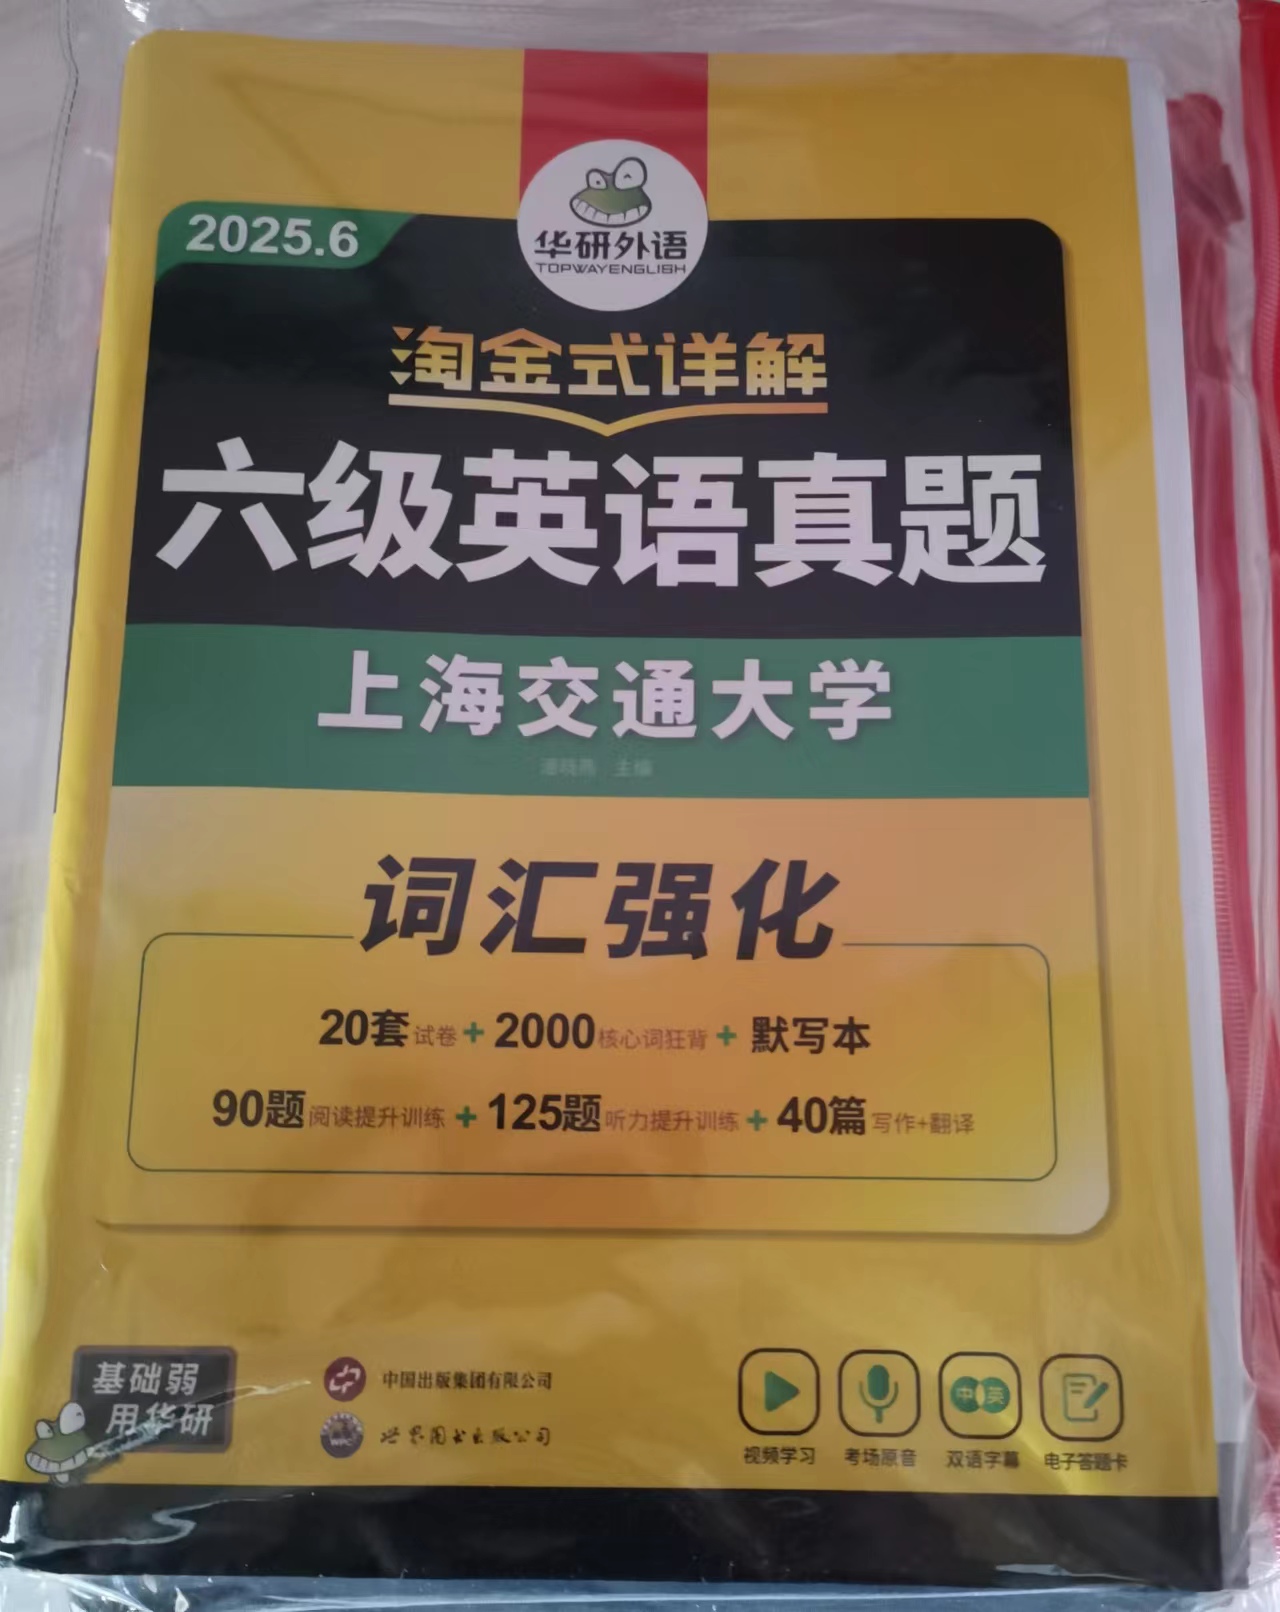 2025.6
华研外语
TOPWAYENGLISH
淘金式详解
六级英语真题
上海交通大学
主编
词汇强化
20套试卷+2000核心词狂背+默写本
90题阅读提升训练+125题听力提升训练+40篇写作+翻译
基础弱
用华研
中国出版集团有限公司
WPC
世界图书出版公司
视频学习
考场原音
中英
双语字幕
电子答题卡